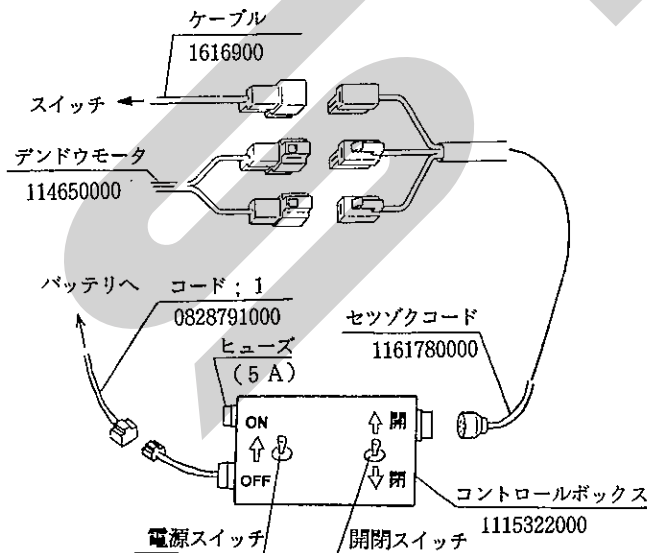 ケーブル
1616900
スイッチ
デンドウモータ
114650000
バッテリへ
コード；1
0828791000
ヒューズ
(5A)
セツゾクコード
1161780000
ON
OFF
開
閉
コントロールボックス
1115322000
電源スイッチ
開閉スイッチ